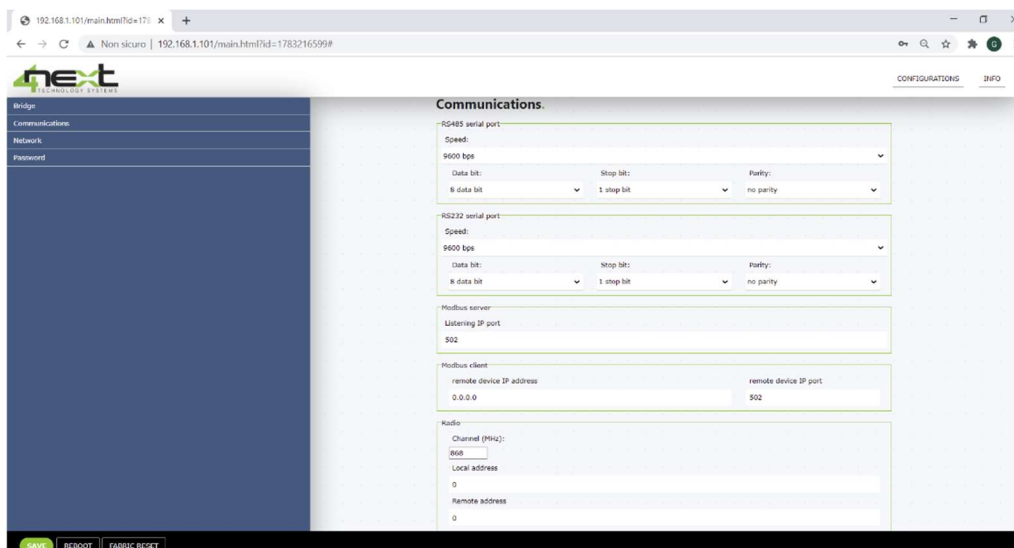 192.168.1.101/main.html?id=178
Non sicuro | 192.168.1.101/main.html?id=1783216599#
G
4next
TECHNOLOGY SYSTEMS
CONFIGURATIONS INFO
Bridge
Communications
Network
Password
Communications.
RS485 serial port
Speed:
9600 bps
Data bit: Stop bit: Parity:
8 data bit 1 stop bit no parity
RS232 serial port
Speed:
9600 bps
Data bit: Stop bit: Parity:
8 data bit 1 stop bit no parity
Modbus server
Listening IP port
502
Modbus client
remote device IP address remote device IP port
0.0.0.0 502
Radio
Channel (MHz):
868
Local address
0
Remote address
0
SAVE REBOOT FABRIC RESET